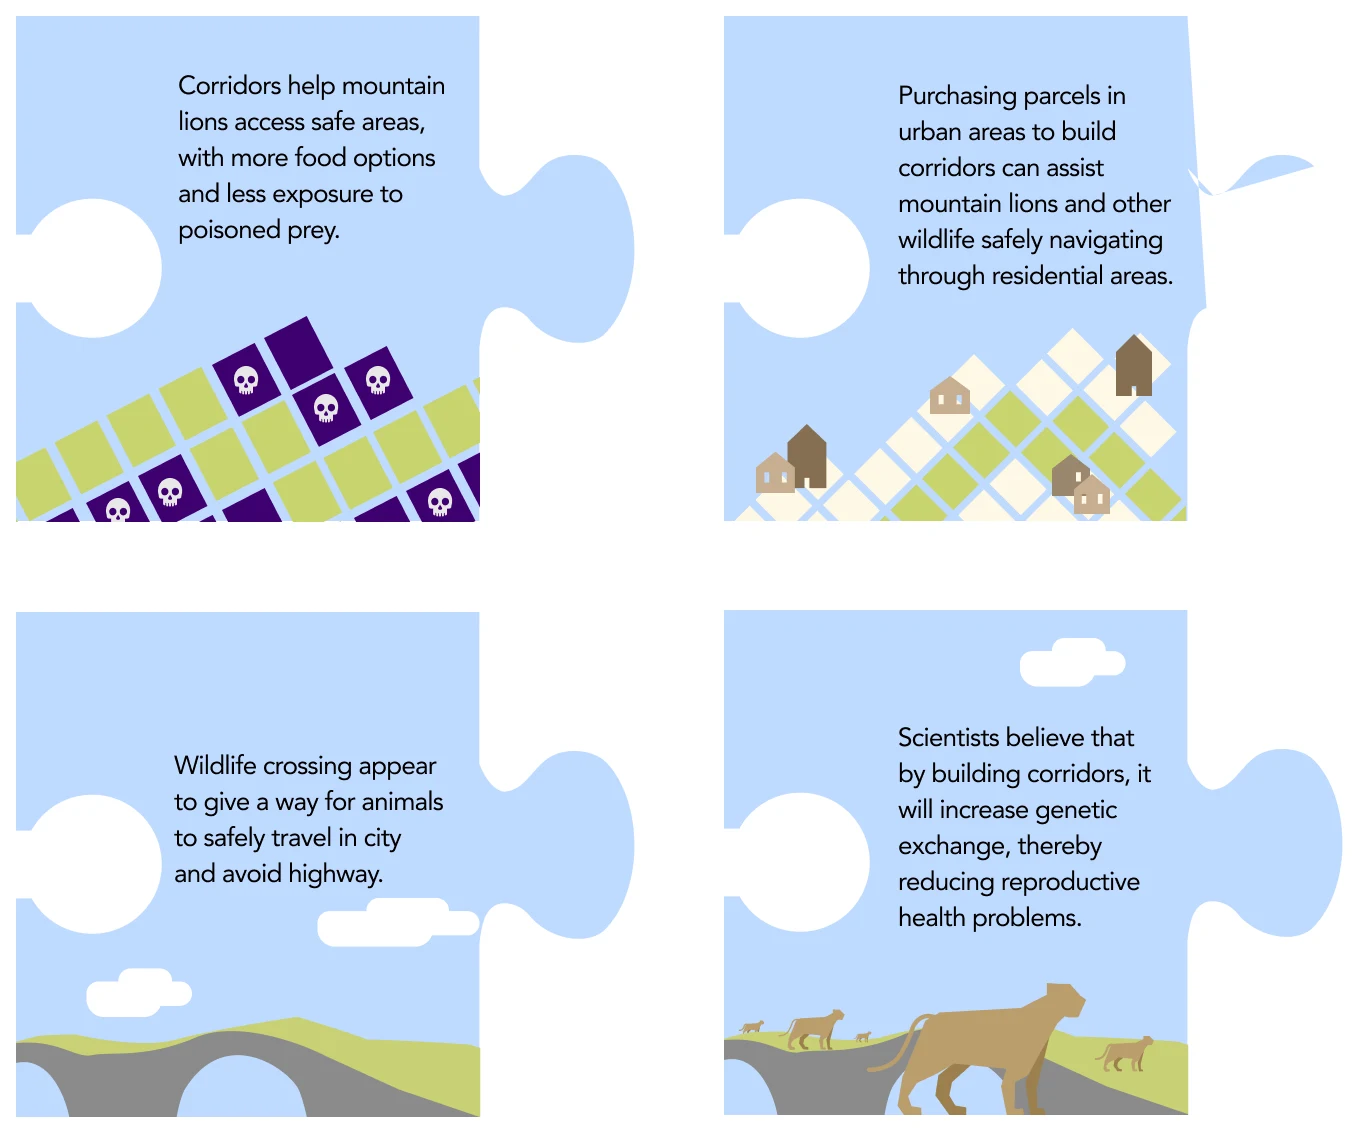 Corridors help mountain
lions access safe areas,
with more food options
and less exposure to
poisoned prey.
Purchasing parcels in
urban areas to build
corridors can assist
mountain lions and other
wildlife safely navigating
through residential areas.
Wildlife crossing appear
to give a way for animals
to safely travel in city
and avoid highway.
Scientists believe that
by building corridors, it
will increase genetic
exchange, thereby
reducing reproductive
health problems.